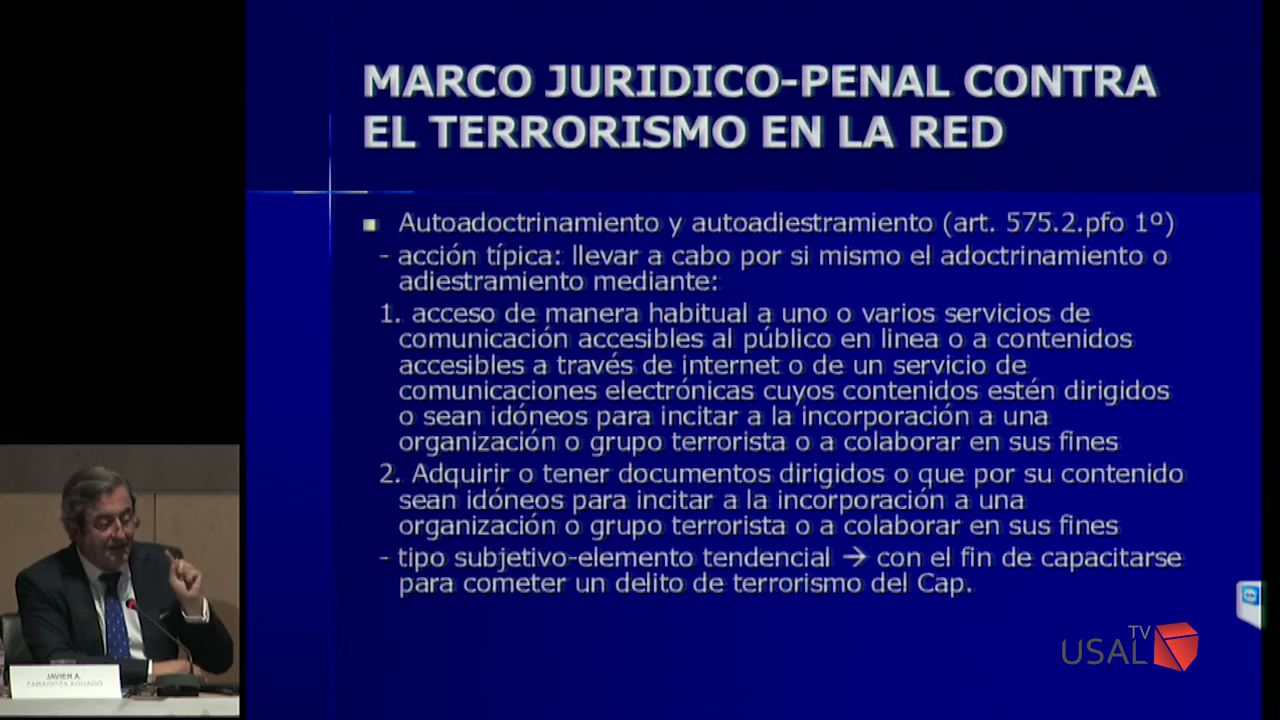 MARCO JURIDICO-PENAL CONTRA
EL TERRORISMO EN LA RED
Autoadoctrinamiento y autoadiestramiento (art. 575.2.pfo 1º)
- acción típica: llevar a cabo por si mismo el adoctrinamiento o
adiestramiento mediante:
1. acceso de manera habitual a uno o varios servicios de
comunicación accesibles al público en linea o a contenidos
accesibles a través de internet o de un servicio de
comunicaciones electrónicas cuyos contenidos estén dirigidos
o sean idóneos para incitar a la incorporación a una
organización o grupo terrorista o a colaborar en sus fines
2. Adquirir o tener documentos dirigidos o que por su contenido
sean idóneos para incitar a la incorporación a una
organización o grupo terrorista o a colaborar en sus fines
- tipo subjetivo-elemento tendencial → con el fin de capacitarse
para cometer un delito de terrorismo del Cap.
USAL TV
JAVIER A.
ZARAGOZA AGUADO